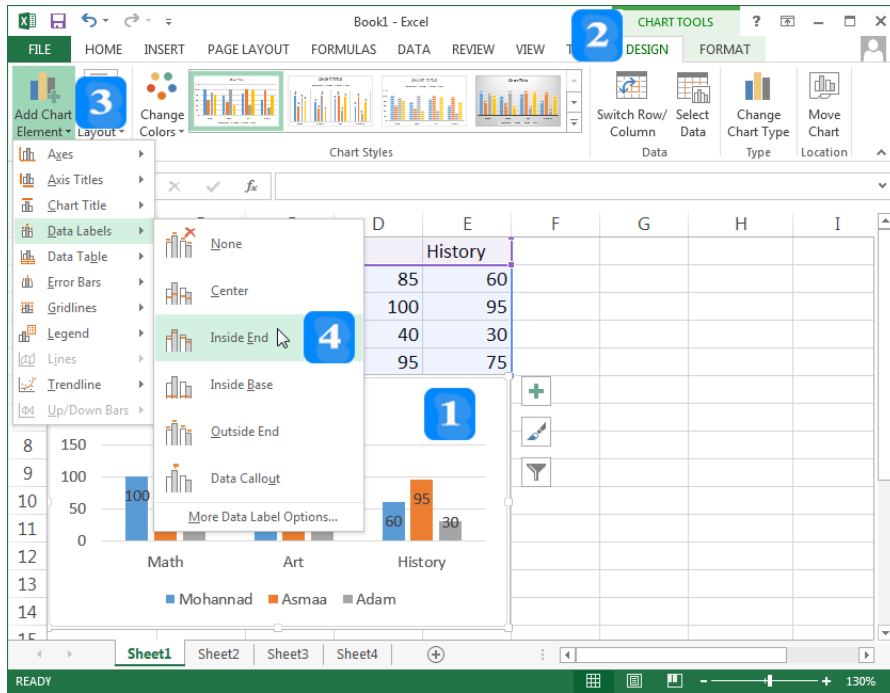 Book1 - Excel
2
CHART TOOLS
?
FILE HOME INSERT PAGE LAYOUT FORMULAS DATA REVIEW VIEW DESIGN FORMAT
3
Add Chart Element
Layout
Change Colors
Switch Row/ Column
Select Data
Change Chart Type
Move Chart
Chart Styles
Data
Type
Location
Axes
Axis Titles
Chart Title
Data Labels
Data Table
Error Bars
Gridlines
Legend
Lines
Trendline
Up/Down Bars
None
Center
Inside End
4
Inside Base
Outside End
Data Callout
More Data Label Options...
fx
D E F G H I
History
85 60
100 95
40 30
95 75
1
8
9
10
11
12
13
14
15
150
100
50
0
100
60 95 30
Math Art History
Mohannad Asmaa Adam
Sheet1 Sheet2 Sheet3 Sheet4
READY
130%